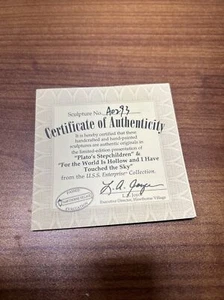 Sculpture No. A0293
Certificate of Authenticity
It is hereby certified that these
handcrafted and hand-painted
sculptures are authentic originals in
the limited-edition presentation of
"Plato's Stepchildren" &
"For the World Is Hollow and I Have
Touched the Sky"
From the U.S.S. Enterprise Collection.
Executive Director, Hawthorne Village